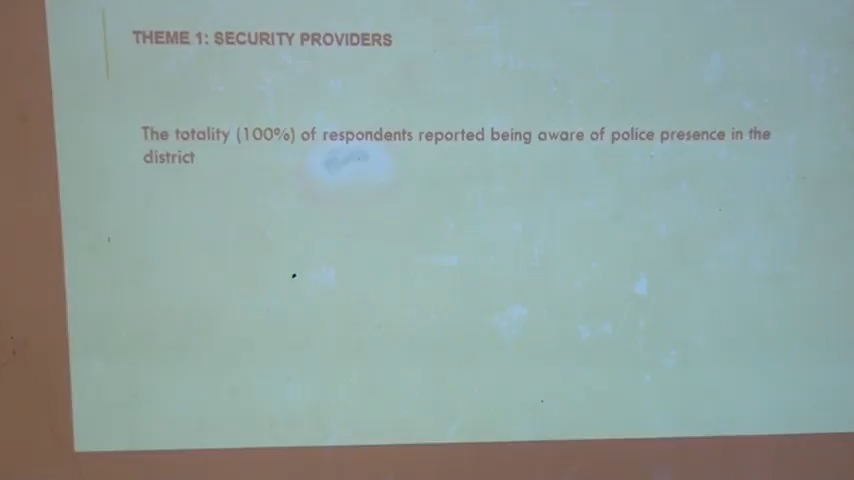 THEME 1: SECURITY PROVIDERS
The totality (100%) of respondents reported being aware of police presence in the
district